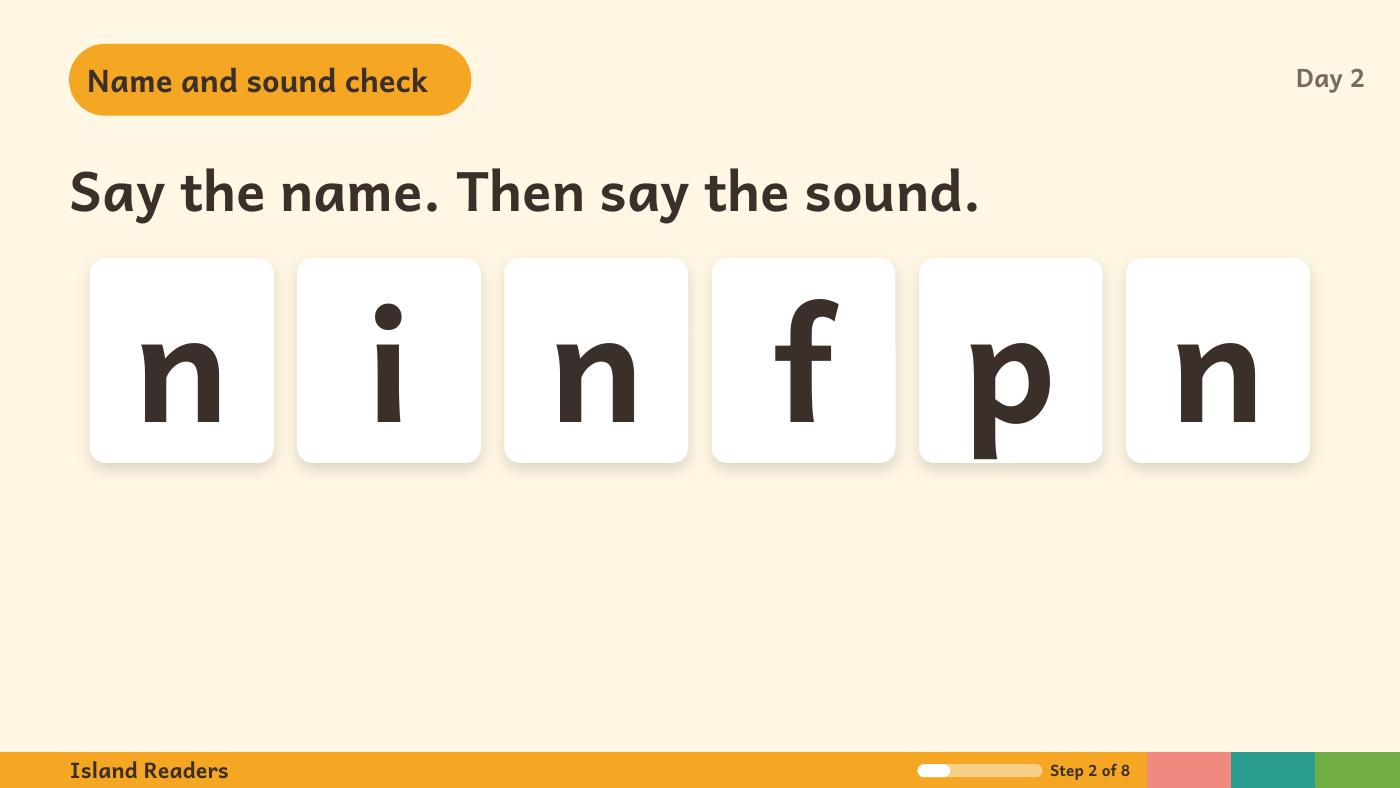 Name and sound check
Day 2
Say the name. Then say the sound.
n i n f p n
Island Readers
Step 2 of 8